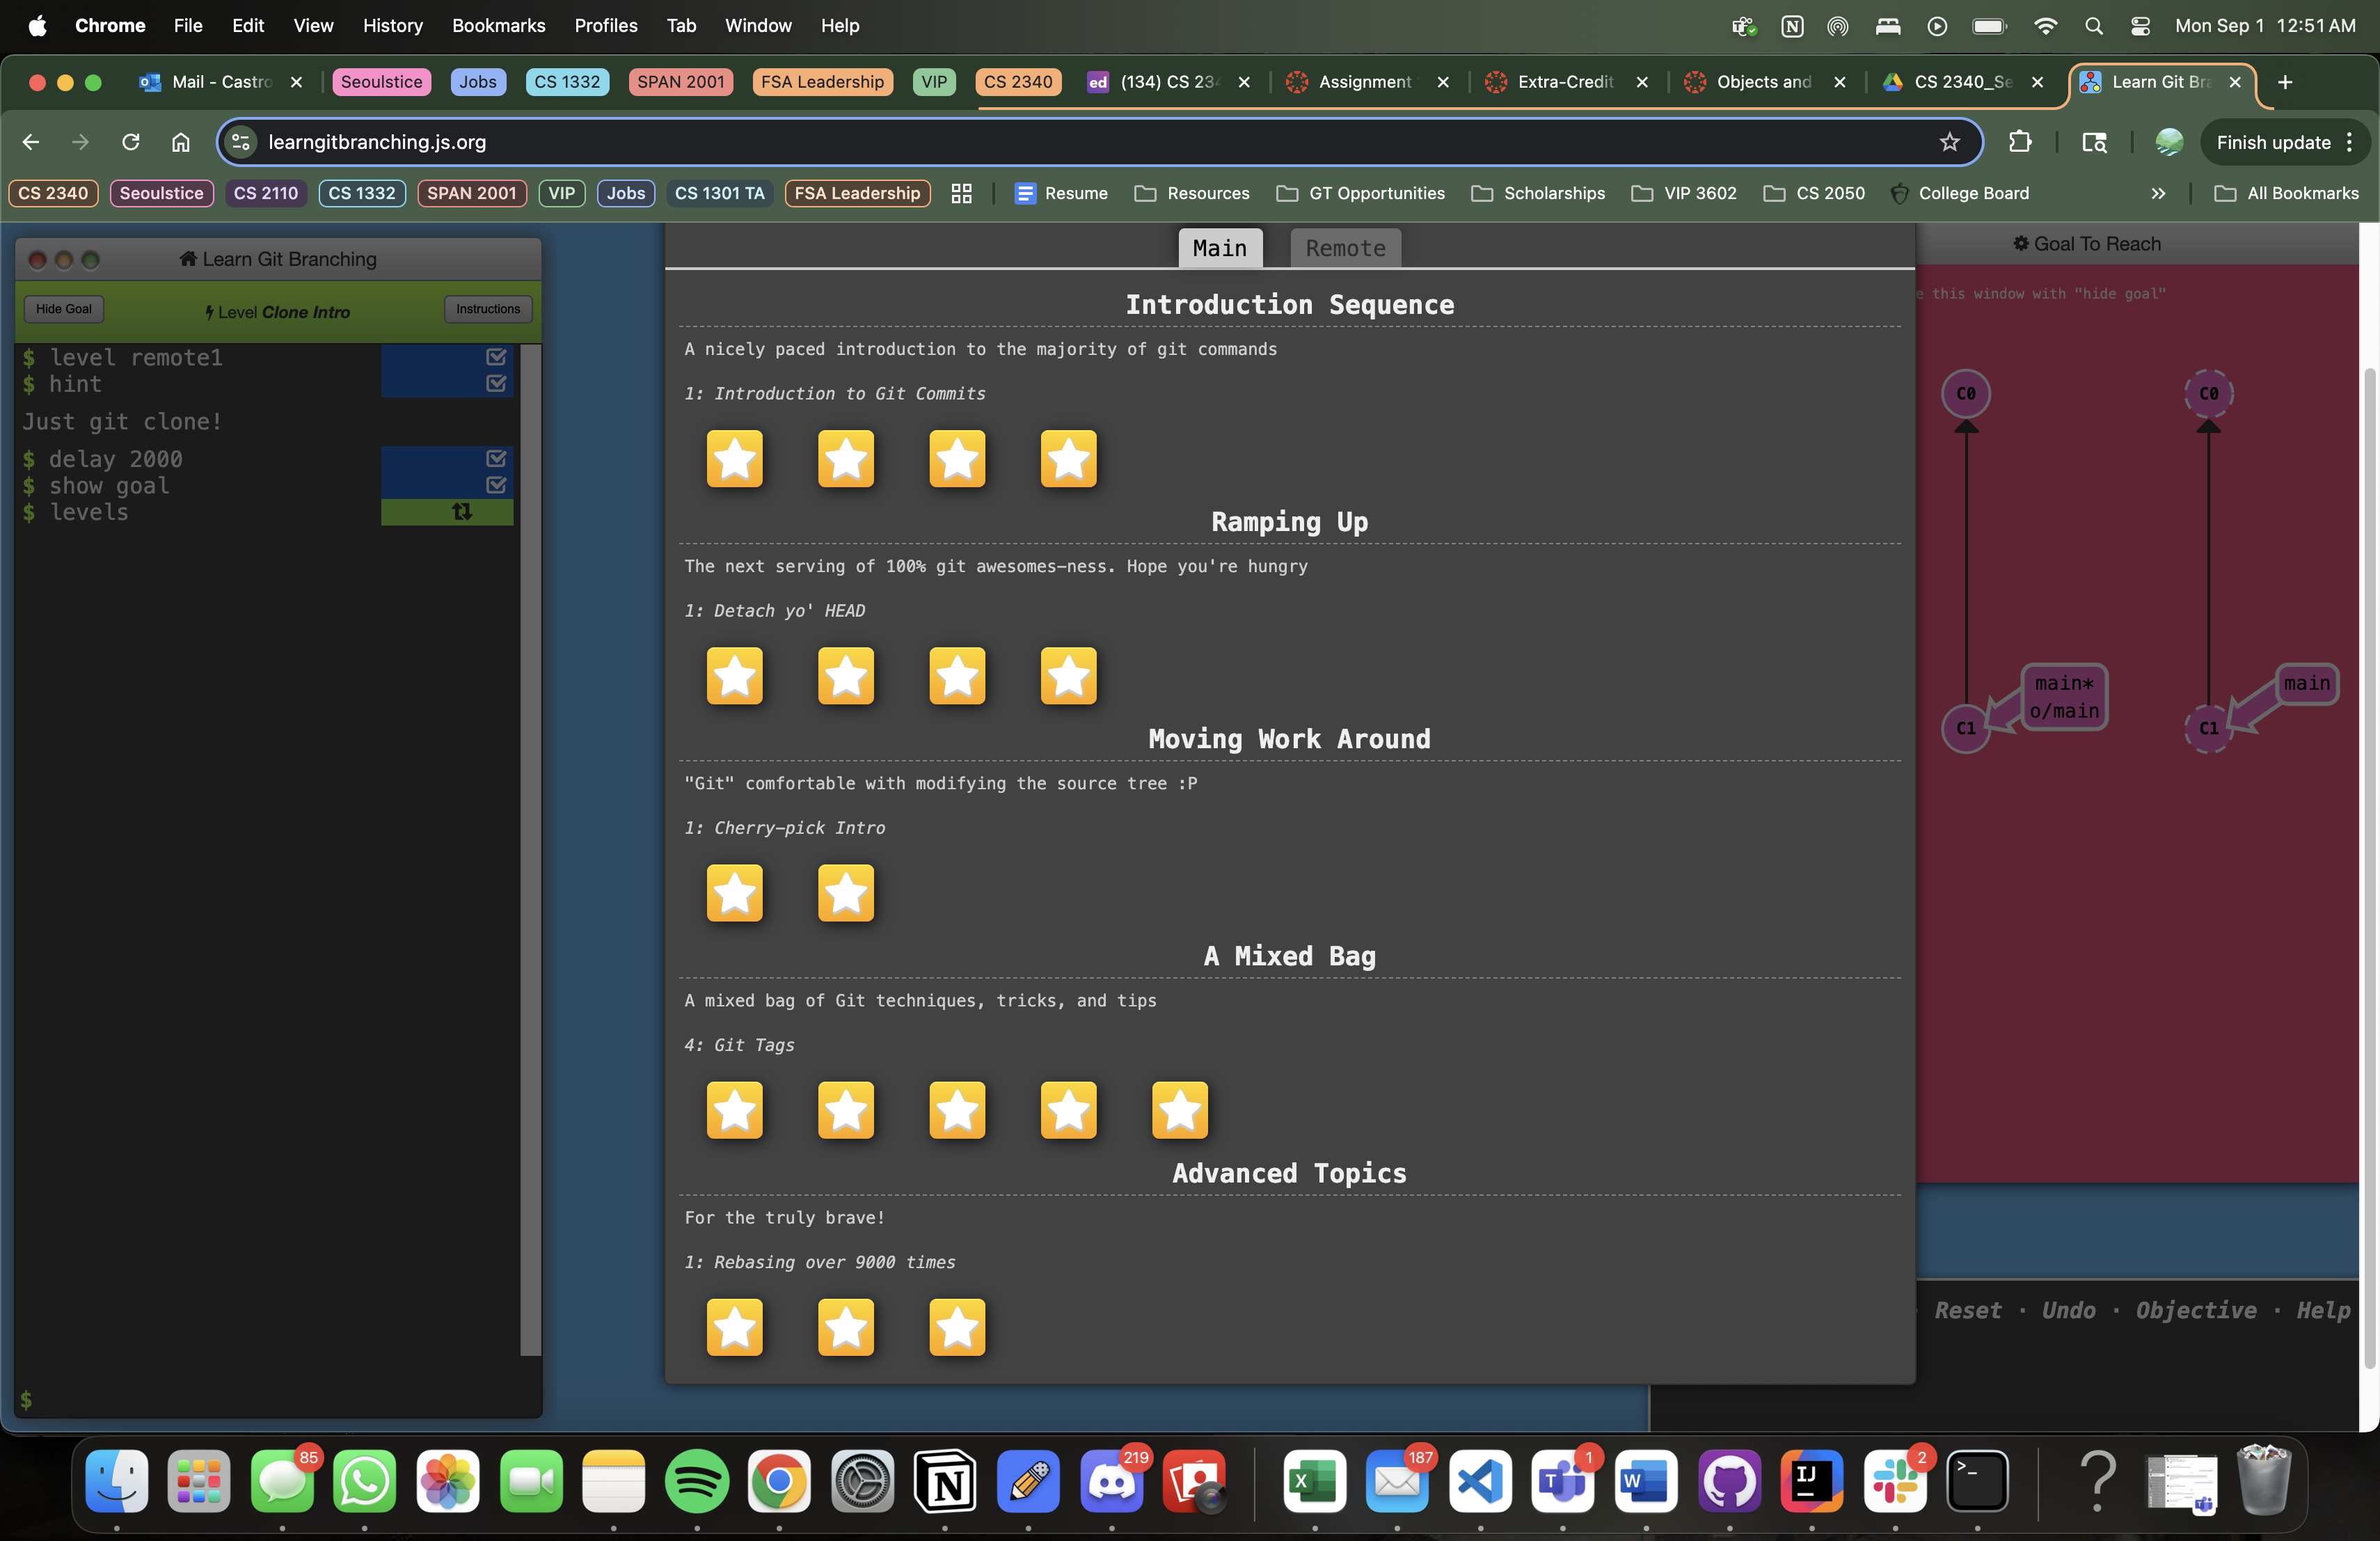 Chrome File Edit View History Bookmarks Profiles Tab Window Help Mon Sep 1 12:51 AM
Mail - Castro Seoulstice Jobs CS 1332 SPAN 2001 FSA Leadership VIP CS 2340 (134) CS 234 Assignment Extra-Credit Objects and CS 2340_Se Learn Git Bra
learngitbranching.js.org Finish update
CS 2340 Seoulstice CS 2110 CS 1332 SPAN 2001 VIP Jobs CS 1301 TA FSA Leadership Resume Resources GT Opportunities Scholarships VIP 3602 CS 2050 College Board All Bookmarks
Learn Git Branching
Hide Goal Level Clone Intro Instructions
$ level remote1
$ hint
Just git clone!
$ delay 2000
$ show goal
$ levels
$
Main Remote
Introduction Sequence
A nicely paced introduction to the majority of git commands
1: Introduction to Git Commits
Ramping Up
The next serving of 100% git awesomes-ness. Hope you're hungry
1: Detach yo' HEAD
Moving Work Around
"Git" comfortable with modifying the source tree :P
1: Cherry-pick Intro
A Mixed Bag
A mixed bag of Git techniques, tricks, and tips
4: Git Tags
Advanced Topics
For the truly brave!
1: Rebasing over 9000 times
Goal To Reach
e this window with "hide goal"
C0 C0
main*
o/main
main
C1 C1
Reset · Undo · Objective · Help
85 219 187 1 2